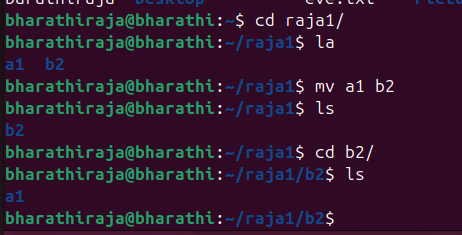 bharathiraja@bharathi:~$ cd raja1/
bharathiraja@bharathi:~/raja1$ la
a1  b2
bharathiraja@bharathi:~/raja1$ mv a1 b2
bharathiraja@bharathi:~/raja1$ ls
b2
bharathiraja@bharathi:~/raja1$ cd b2/
bharathiraja@bharathi:~/raja1/b2$ ls
a1
bharathiraja@bharathi:~/raja1/b2$